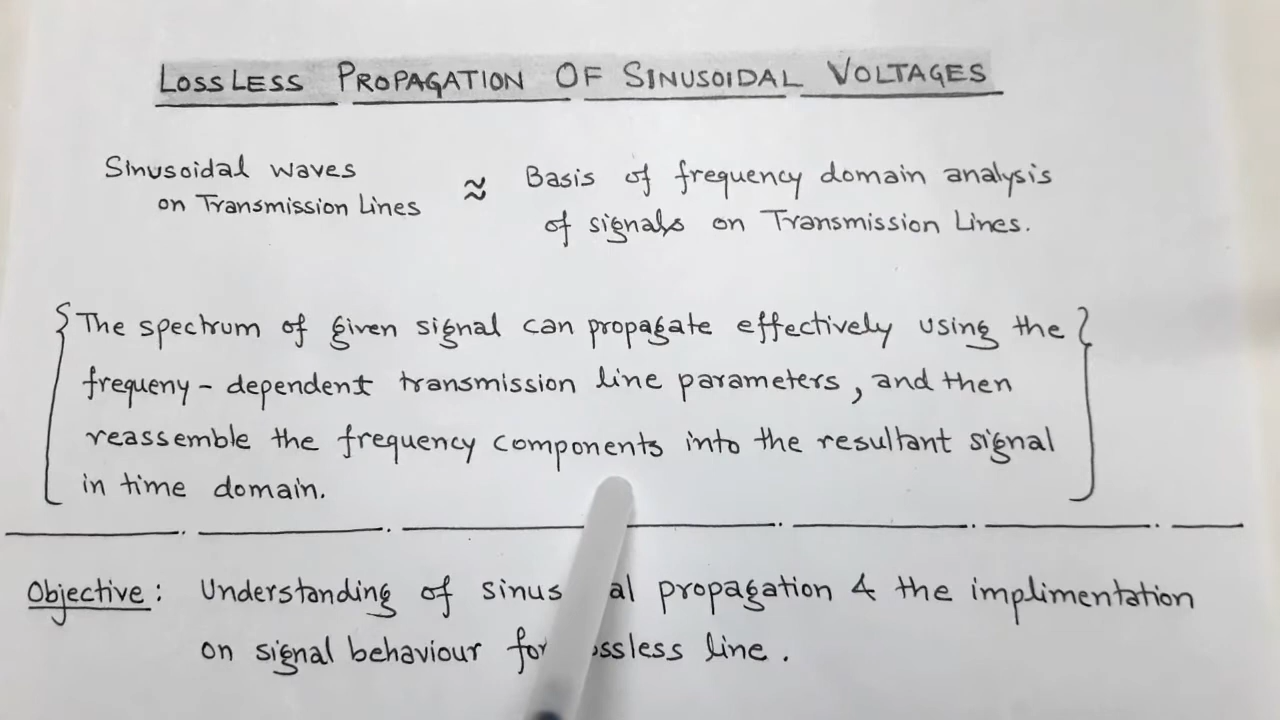 LOSSLESS PROPAGATION OF SINUSOIDAL VOLTAGES
Sinusoidal waves
on Transmission Lines
≈ Basis of frequency domain analysis
of signals on Transmission Lines.
{The spectrum of given signal can propagate effectively using the}
frequeny-dependent transmission line parameters, and then
reassemble the frequency components into the resultant signal
in time domain.
Objective: Understanding of sinus al propagation & the implimentation
on signal behaviour for ssless line.